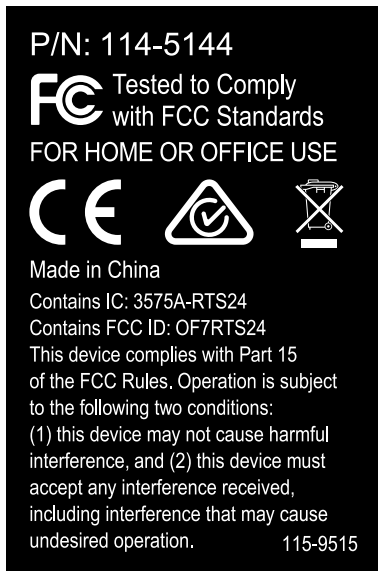 P/N: 114-5144
FC Tested to Comply
with FCC Standards
FOR HOME OR OFFICE USE
CE
Made in China
Contains IC: 3575A-RTS24
Contains FCC ID: OF7RTS24
This device complies with Part 15
of the FCC Rules. Operation is subject
to the following two conditions:
(1) this device may not cause harmful
interference, and (2) this device must
accept any interference received,
including interference that may cause
undesired operation. 115-9515